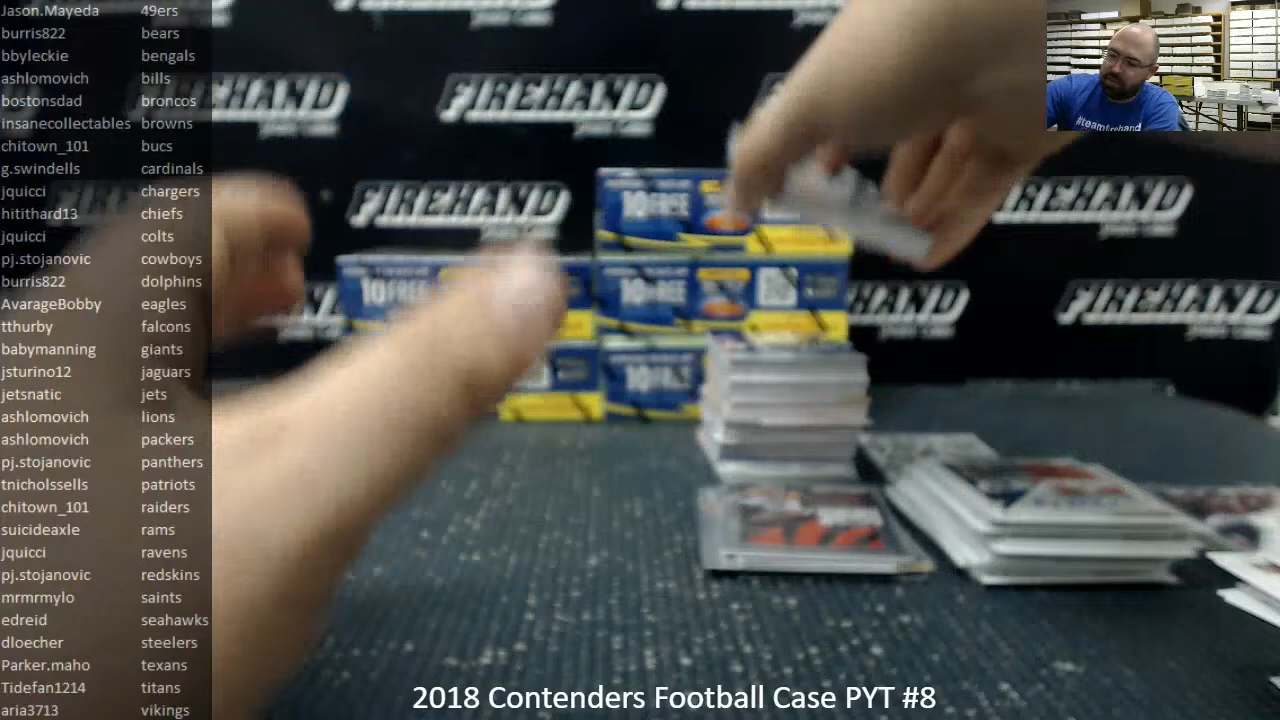 Jason.Mayeda 49ers
burris822 bears
bbyleckie bengals
ashlomovich bills
bostonsdad broncos
insanecollectables browns
chitown_101 bucs
g.swindells cardinals
jquicci chargers
hitithard13 chiefs
jquicci colts
pj.stojanovic cowboys
burris822 dolphins
AvarageBobby eagles
tthurby falcons
babymanning giants
jsturino12 jaguars
jetsnatic jets
ashlomovich lions
ashlomovich packers
pj.stojanovic panthers
tnicholssells patriots
chitown_101 raiders
suicideaxle rams
jquicci ravens
pj.stojanovic redskins
mrmrmylo saints
edreid seahawks
dloecher steelers
Parker.maho texans
Tidefan1214 titans
aria3713 vikings
#teamfirehand
FIREHAND
FIREHAND
FIREHAND
FIREHAND
10 FREE
10 FREE
10 FREE
2018 Contenders Football Case PYT #8